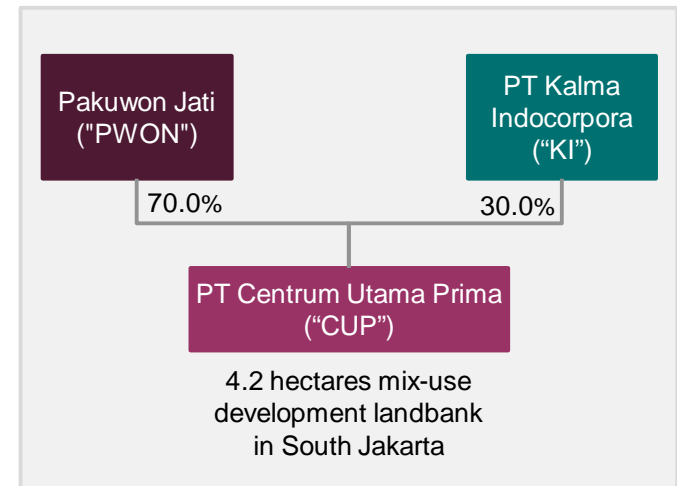 Pakuwon Jati
("PWON")
PT Kalma
Indocorpora
(“KI”)
70.0%
30.0%
PT Centrum Utama Prima
(“CUP”)
4.2 hectares mix-use
development landbank
in South Jakarta